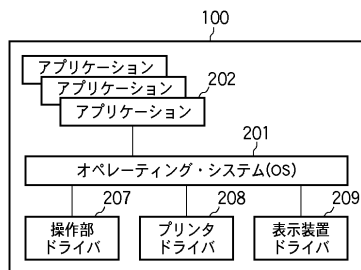 100
アプリケーション
アプリケーション
アプリケーション
202
201
オペレーティング・システム(OS)
207
208
209
操作部
ドライバ
プリンタ
ドライバ
表示装置
ドライバ